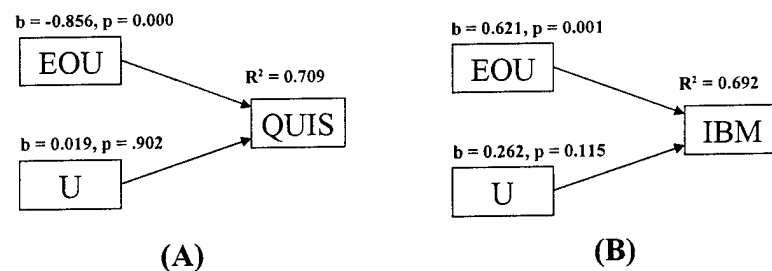 b = -0.856, p = 0.000
EOU
R² = 0.709
QUIS
b = 0.019, p = .902
U
(A)
b = 0.621, p = 0.001
EOU
R² = 0.692
IBM
b = 0.262, p = 0.115
U
(B)